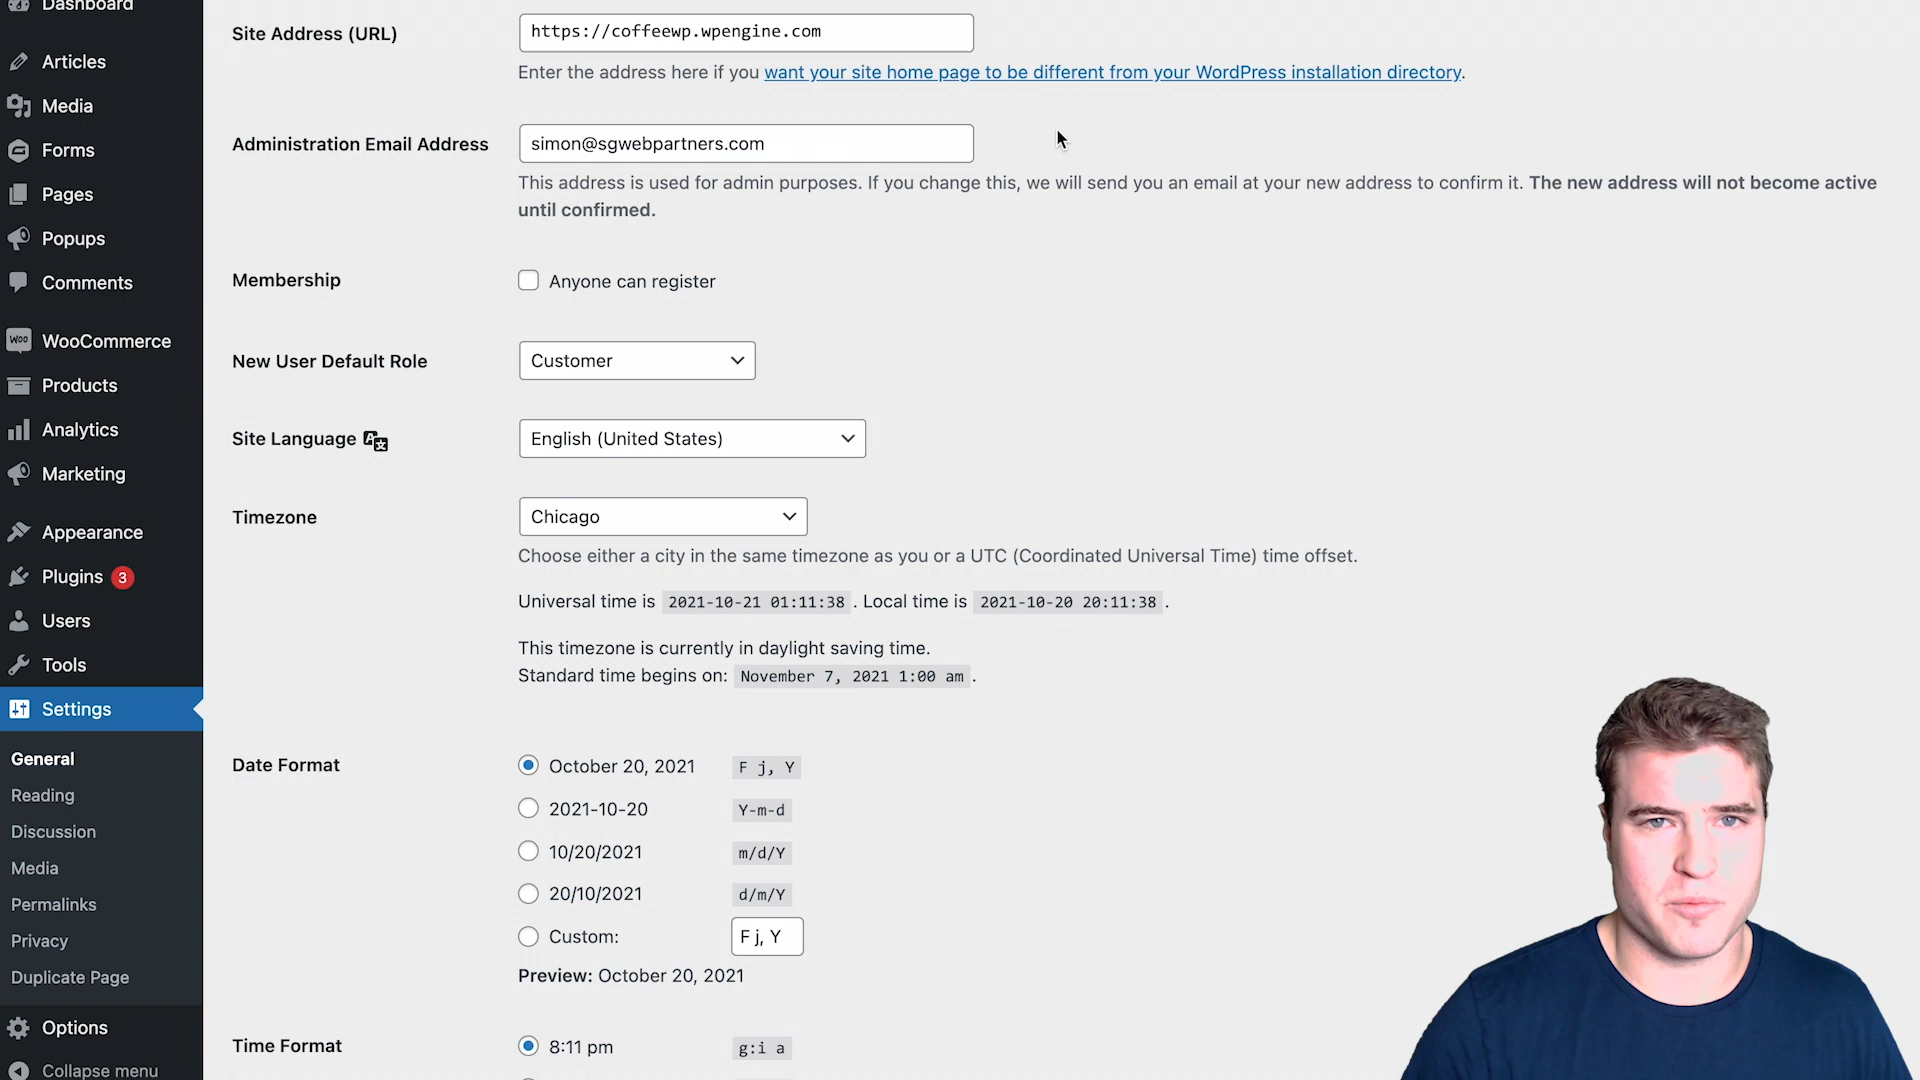 Dashboard
Articles
Media
Forms
Pages
Popups
Comments
woo WooCommerce
Products
Analytics
Marketing
Appearance
Plugins 3
Users
Tools
Settings
General
Reading
Discussion
Media
Permalinks
Privacy
Duplicate Page
Options
Collapse menu
Site Address (URL)
https://coffeewp.wpengine.com
Enter the address here if you want your site home page to be different from your WordPress installation directory.
Administration Email Address
simon@sgwebpartners.com
This address is used for admin purposes. If you change this, we will send you an email at your new address to confirm it. The new address will not become active
until confirmed.
Membership
Anyone can register
New User Default Role
Customer
Site Language
English (United States)
Timezone
Chicago
Choose either a city in the same timezone as you or a UTC (Coordinated Universal Time) time offset.
Universal time is 2021-10-21 01:11:38 . Local time is 2021-10-20 20:11:38 .
This timezone is currently in daylight saving time.
Standard time begins on: November 7, 2021 1:00 am .
Date Format
October 20, 2021 F j, Y
2021-10-20 Y-m-d
10/20/2021 m/d/Y
20/10/2021 d/m/Y
Custom: F j, Y
Preview: October 20, 2021
Time Format
8:11 pm g:i a